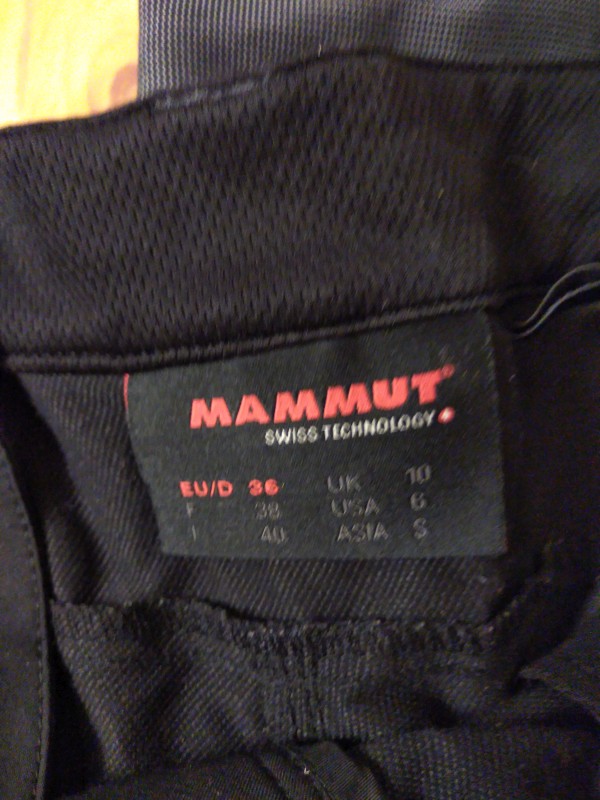 MAMMUT®
SWISS TECHNOLOGY
EU/D 36 UK 10
F 38 USA 6
I 40 ASIA S